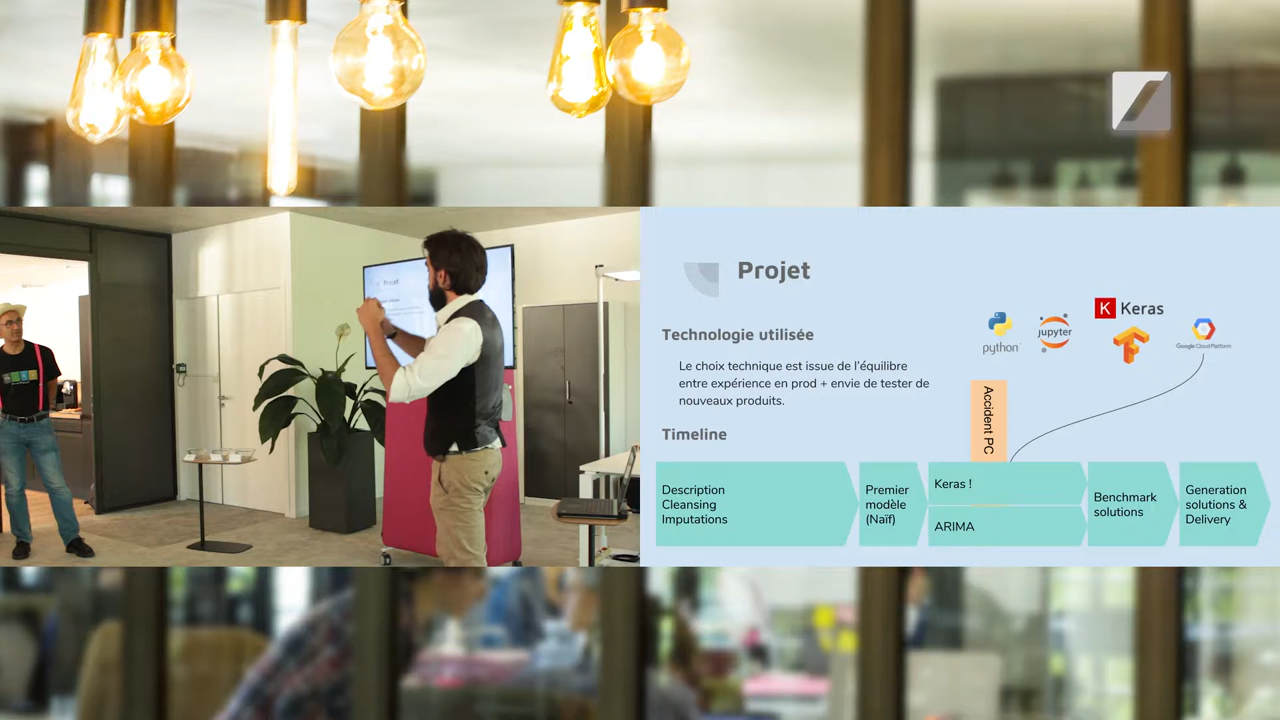 Projet
Technologie utilisée
Le choix technique est issue de l'équilibre
entre expérience en prod + envie de tester de
nouveaux produits.
python
jupyter
K Keras
Google Cloud Platform
Accident PC
Timeline
Description
Cleansing
Imputations
Premier
modèle
(Naïf)
Keras !
ARIMA
Benchmark
solutions
Generation
solutions &
Delivery
Projet